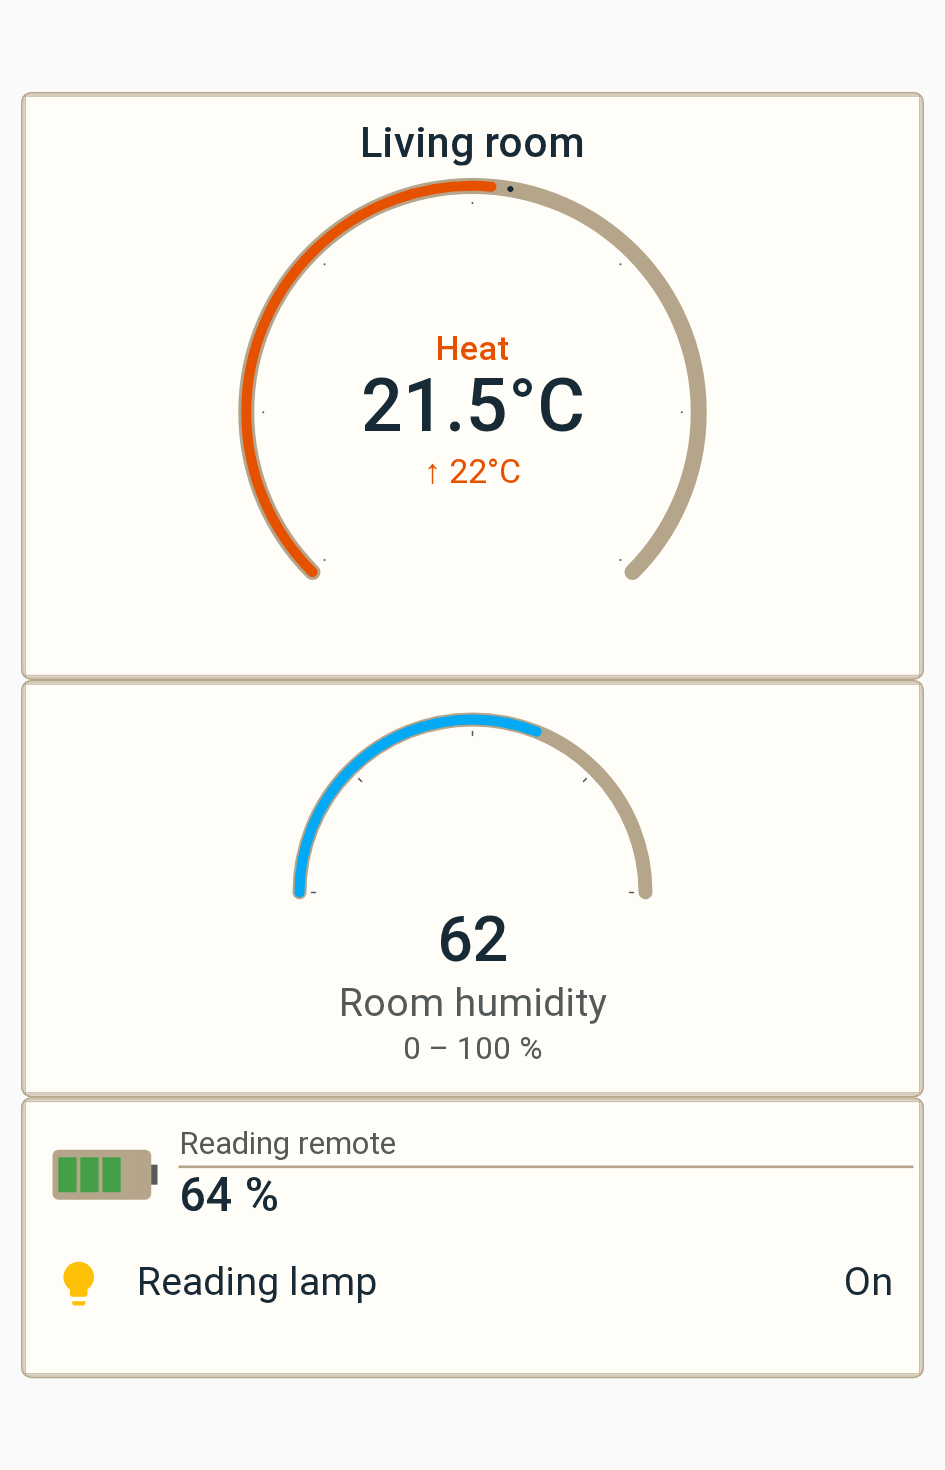 Living room
Heat
21.5°C
↑ 22°C
62
Room humidity
0 – 100 %
Reading remote
64 %
Reading lamp
On